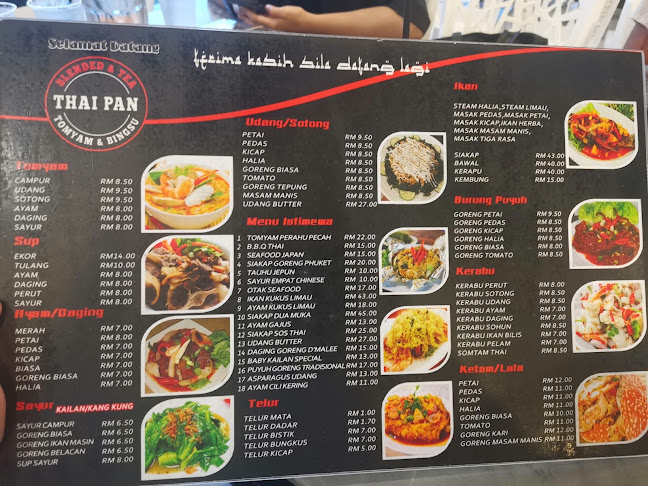 Selamat Datang
terima kasih sila datang lagi
BLENDED & TEA
THAI PAN
TOMYAM & BINGSU
Tomyam
CAMPUR RM 8.50
UDANG RM 9.50
SOTONG RM 9.50
AYAM RM 8.50
DAGING RM 8.50
SAYUR RM 8.50
Sup
EKOR RM14.00
TULANG RM10.00
AYAM RM 8.00
DAGING RM 8.00
PERUT RM 8.00
SAYUR RM 8.00
Ayam/Daging
MERAH RM 7.00
PETAI RM 8.00
PEDAS RM 7.00
KICAP RM 7.00
BIASA RM 7.00
GORENG BIASA RM 7.00
HALIA RM 7.00
Sayur KAILAN/KANG KUNG
SAYUR CAMPUR RM 6.50
GORENG BIASA RM 6.50
GORENG IKAN MASIN RM 6.50
GORENG BELACAN RM 6.50
SUP SAYUR RM 8.00
Udang/Sotong
PETAI RM 9.50
PEDAS RM 8.50
KICAP RM 8.50
HALIA RM 8.50
GORENG BIASA RM 8.50
TOMATO RM 8.50
GORENG TEPUNG RM 8.50
MASAM MANIS RM 8.50
UDANG BUTTER RM 27.00
Menu Istimewa
1 TOMYAM PERAHU PECAH RM 22.00
2 B.B.Q THAI RM 15.00
3 SEAFOOD JAPAN RM 15.00
4 SIAKAP GORENG PHUKET RM 20.00
5 TAUHU JEPUN RM 10.00
6 SAYUR EMPAT CHINESE RM 10.00
7 OTAK SEAFOOD RM 17.00
8 IKAN KUKUS LIMAU RM 43.00
9 AYAM KUKUS LIMAU RM 18.00
10 SIAKAP DUA MUKA RM 45.00
11 AYAM GAJUS RM 13.00
12 SIAKAP SOS THAI RM 25.00
13 UDANG BUTTER RM 27.00
14 DAGING GORENG D'MALEE RM 15.00
15 BABY KAILAN SPECIAL RM 13.00
16 PUYUH GORENG TRADISIONAL RM 17.00
17 ASPARAGUS UDANG RM 17.00
18 AYAM CILI KERING RM 11.00
Telur
TELUR MATA RM 1.00
TELUR DADAR RM 1.70
TELUR BISTIK RM 7.00
TELUR BUNGKUS RM 7.00
TELUR KICAP RM 5.00
Ikan
STEAM HALIA,STEAM LIMAU,
MASAK PEDAS,MASAK PETAI,
MASAK KICAP,IKAN HERBA,
MASAK MASAM MANIS,
MASAK TIGA RASA
SIAKAP RM 43.00
BAWAL RM 40.00
KERAPU RM 40.00
KEMBUNG RM 15.00
Burung Puyuh
GORENG PETAI RM 9.50
GORENG PEDAS RM 8.50
GORENG KICAP RM 8.50
GORENG HALIA RM 8.50
GORENG BIASA RM 8.00
GORENG TOMATO RM 8.50
Kerabu
KERABU PERUT RM 8.00
KERABU SOTONG RM 8.50
KERABU UDANG RM 8.50
KERABU AYAM RM 7.00
KERABU DAGING RM 7.00
KERABU SOHUN RM 8.50
KERABU IKAN BILIS RM 7.00
KERABU PELAM RM 7.00
SOMTAM THAI RM 8.50
Ketam/Lala
PETAI RM 12.00
PEDAS RM 11.00
KICAP RM 11.00
HALIA RM 11.00
GORENG BIASA RM 10.00
TOMATO RM 11.00
GORENG KARI RM 12.00
GORENG MASAM MANIS RM 11.00